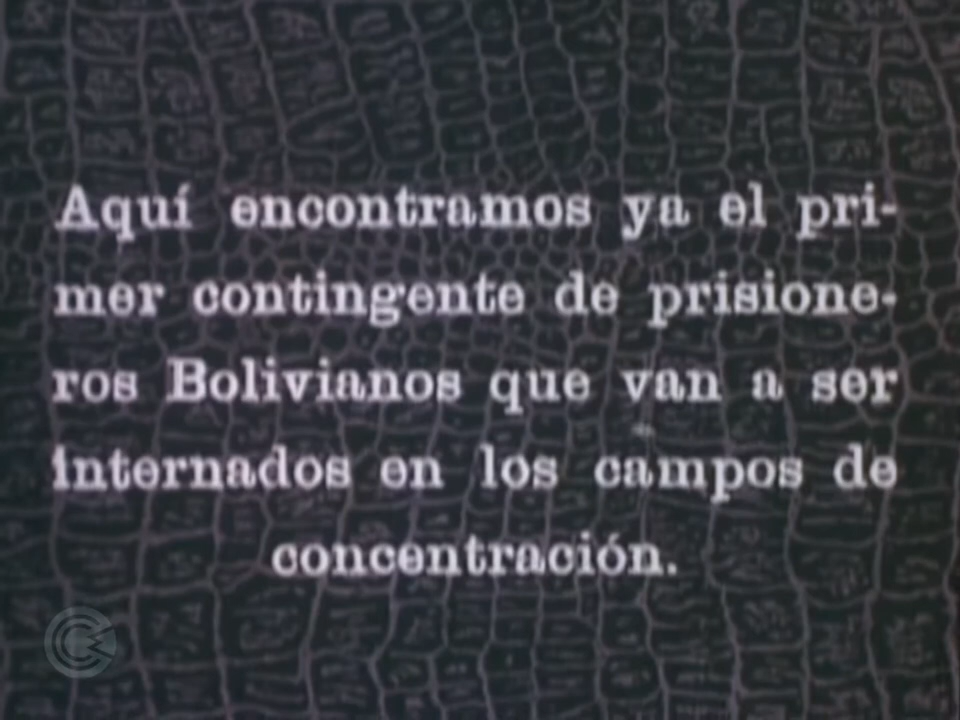 Aquí encontramos ya el pri-
mer contingente de prisione-
ros Bolivianos que van a ser
internados en los campos de
concentración.